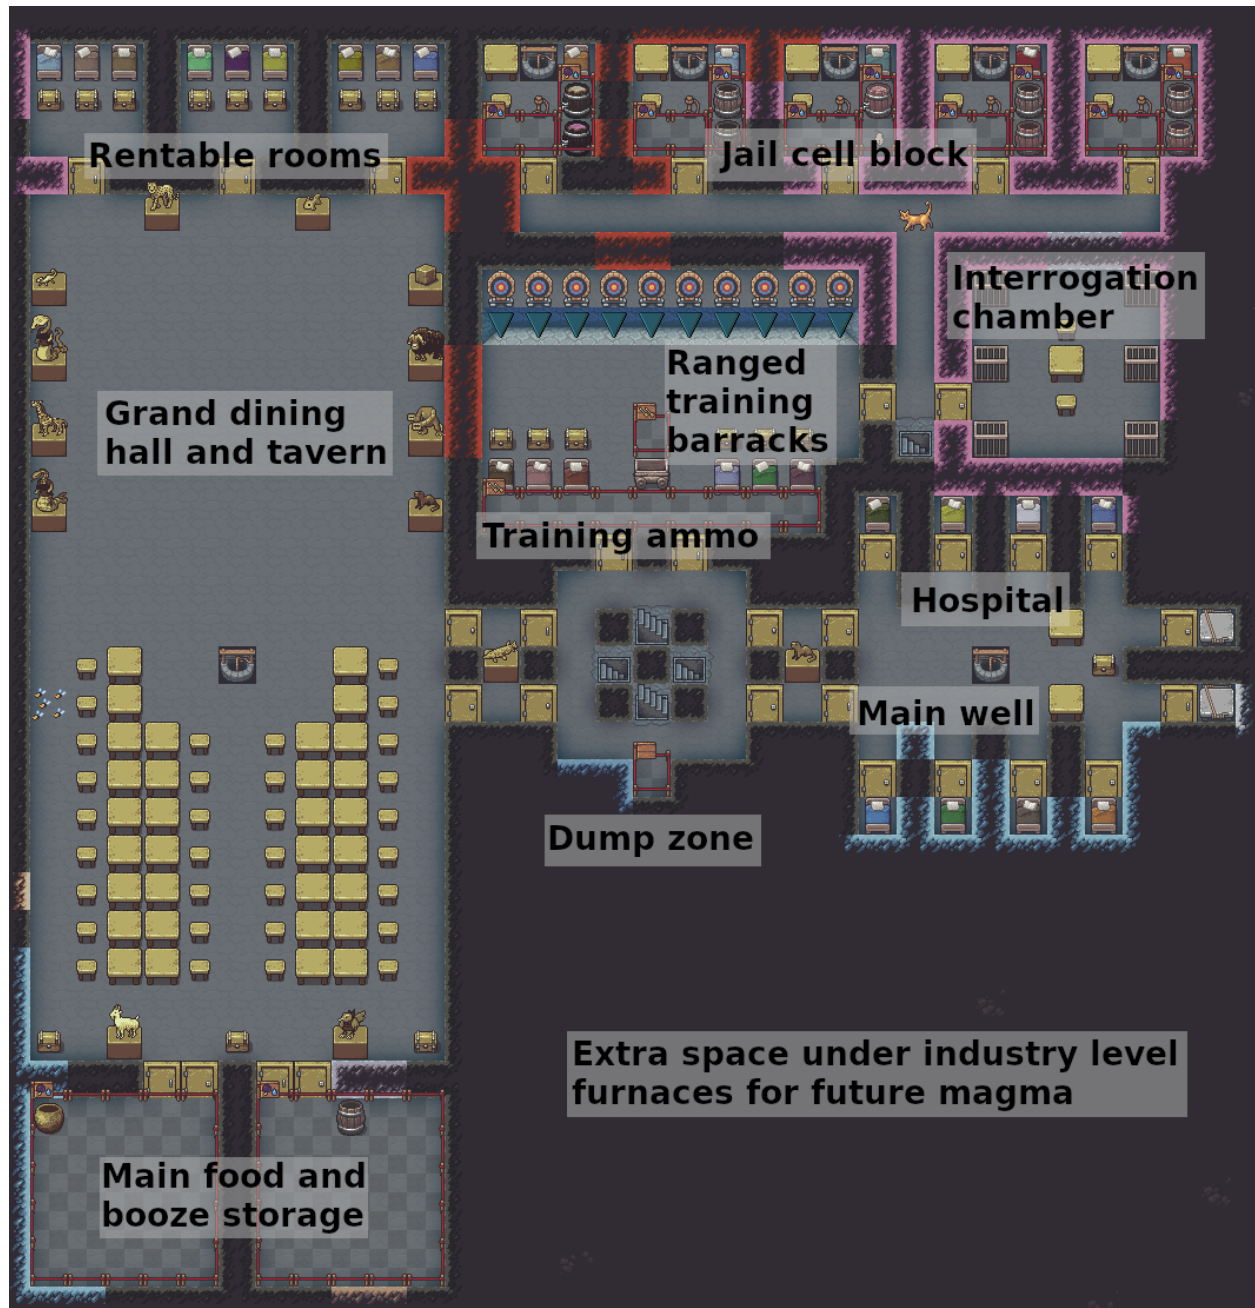 Rentable rooms
Jail cell block
Interrogation
chamber
Ranged
training
barracks
Grand dining
hall and tavern
Training ammo
Hospital
Main well
Dump zone
Extra space under industry level
furnaces for future magma
Main food and
booze storage